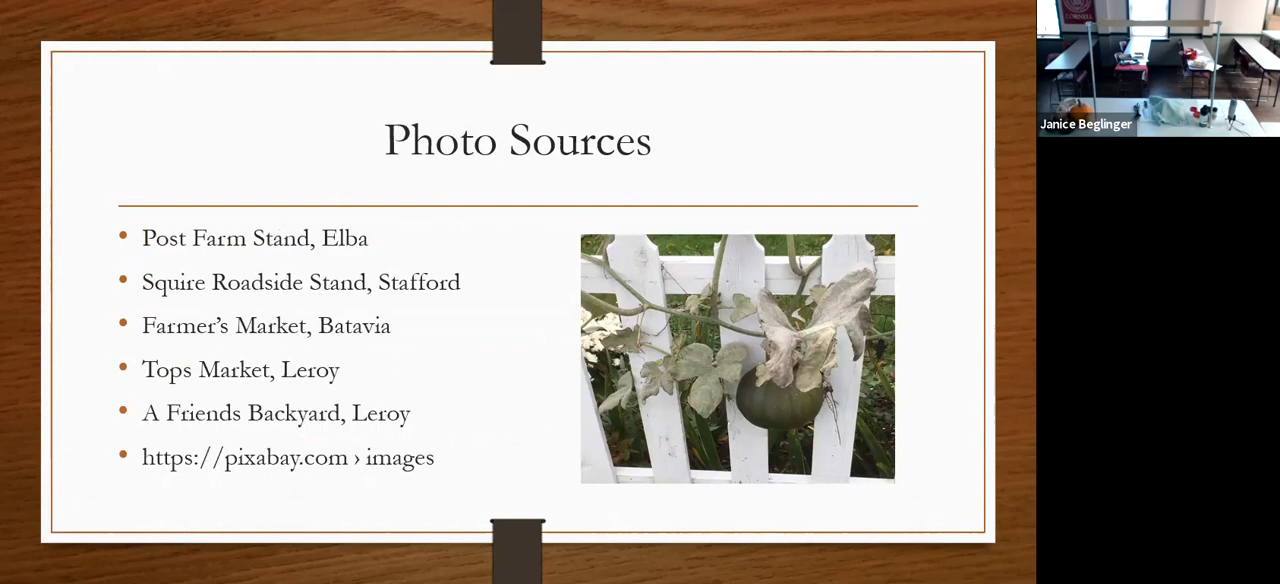 Photo Sources
Post Farm Stand, Elba
Squire Roadside Stand, Stafford
Farmer's Market, Batavia
Tops Market, Leroy
A Friends Backyard, Leroy
https://pixabay.com › images
CORNELL
Janice Beglinger